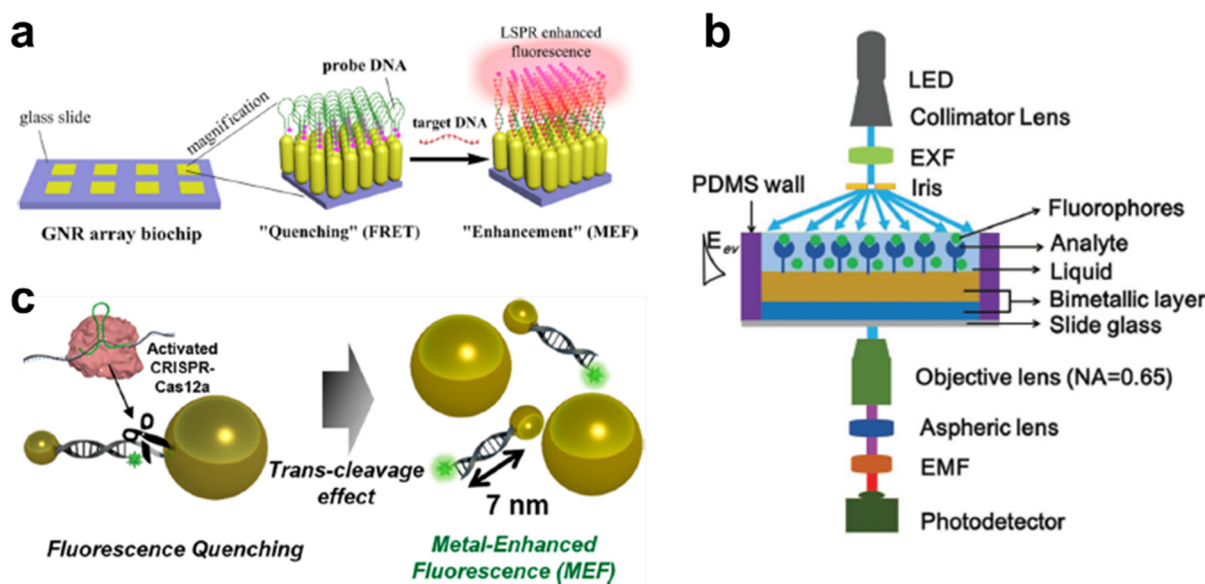 a
LSPR enhanced
fluorescence
probe DNA
glass slide
magnification
target DNA
GNR array biochip
"Quenching" (FRET)
"Enhancement" (MEF)
b
LED
Collimator Lens
EXF
PDMS wall
Iris
Fluorophores
E_ev
Analyte
Liquid
Bimetallic layer
Slide glass
Objective lens (NA=0.65)
Aspheric lens
EMF
Photodetector
c
Activated
CRISPR-
Cas12a
Trans-cleavage
effect
7 nm
Fluorescence Quenching
Metal-Enhanced
Fluorescence (MEF)